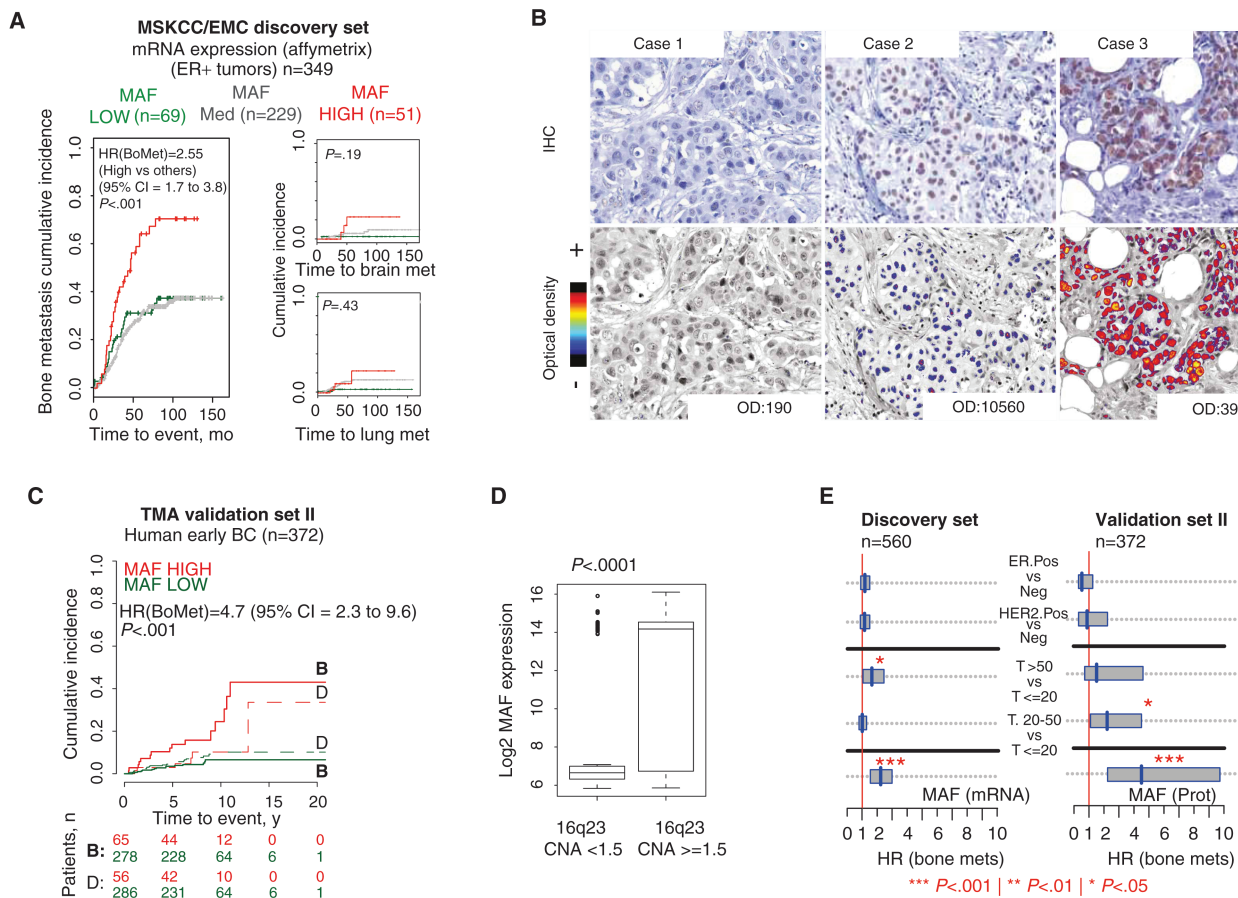 A
MSKCC/EMC discovery set
mRNA expression (affymetrix)
(ER+ tumors) n=349
MAF
LOW (n=69)
MAF
Med (n=229)
MAF
HIGH (n=51)
Bone metastasis cumulative incidence
1.0
0.8
0.6
0.4
0.2
0.0
HR(BoMet)=2.55
(High vs others)
(95% CI = 1.7 to 3.8)
P<.001
0 50 100 150
Time to event, mo
Cumulative incidence
1.0
0.0
P=.19
0 50 100 150
Time to brain met
1.0
0.0
P=.43
0 50 100 150
Time to lung met
B
Case 1
Case 2
Case 3
IHC
Optical density
+
-
OD:190
OD:10560
OD:39
C
TMA validation set II
Human early BC (n=372)
Cumulative incidence
1.0
0.8
0.6
0.4
0.2
0.0
MAF HIGH
MAF LOW
HR(BoMet)=4.7 (95% CI = 2.3 to 9.6)
P<.001
B
D
D
B
0 5 10 15 20
Time to event, y
Patients, n
B:
65 44 12 0 0
278 228 64 6 1
D:
56 42 10 0 0
286 231 64 6 1
D
P<.0001
Log2 MAF expression
16
14
12
10
8
6
16q23
CNA <1.5
16q23
CNA >=1.5
E
Discovery set
n=560
Validation set II
n=372
ER.Pos
vs
Neg
HER2.Pos
vs
Neg
T >50
vs
T <=20
T. 20-50
vs
T <=20
*
***
*
***
MAF (mRNA)
MAF (Prot)
0 1 2 4 6 8 10
0 1 2 4 6 8 10
HR (bone mets)
HR (bone mets)
*** P<.001 | ** P<.01 | * P<.05